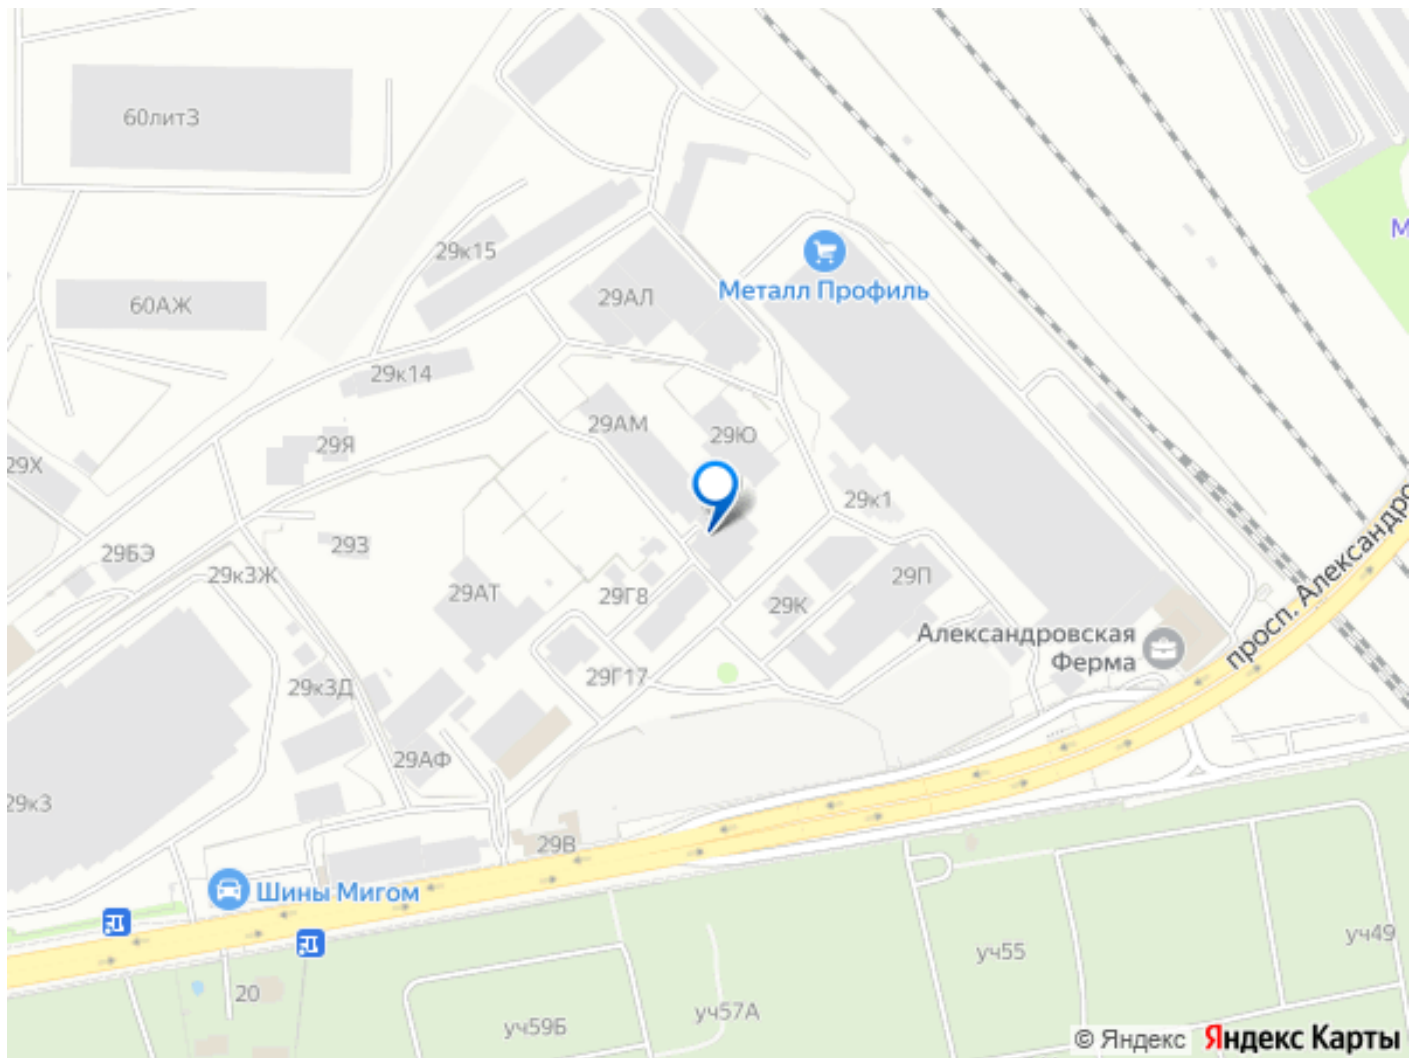 60лит3
М
29к15
29АЛ
Металл Профиль
60АЖ
29к14
29АМ
29Ю
29Я
29Х
29к1
293
29БЭ
29к3Ж
29АТ
29Г8
29К
29П
просп. Александро
Александровская
Ферма
29Г17
29к3Д
29АФ
29к3
29В
Шины Мигом
уч49
уч55
20
уч57А
уч59Б
© Яндекс Яндекс Карты